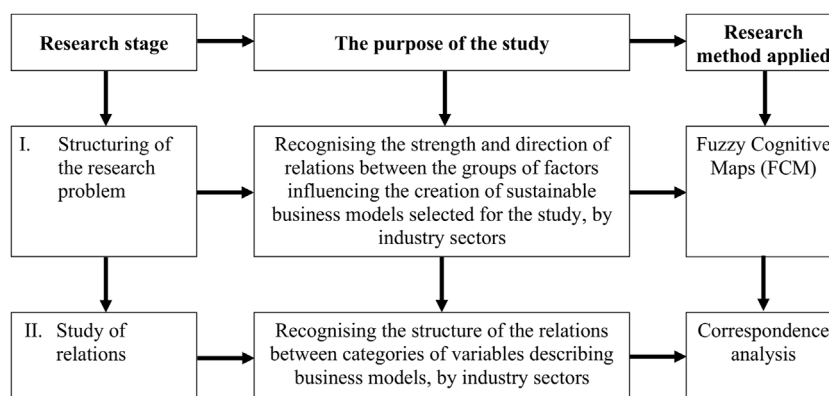 Research stage
The purpose of the study
Research
method applied
I. Structuring of
the research
problem
Recognising the strength and direction of
relations between the groups of factors
influencing the creation of sustainable
business models selected for the study, by
industry sectors
Fuzzy Cognitive
Maps (FCM)
II. Study of
relations
Recognising the structure of the relations
between categories of variables describing
business models, by industry sectors
Correspondence
analysis